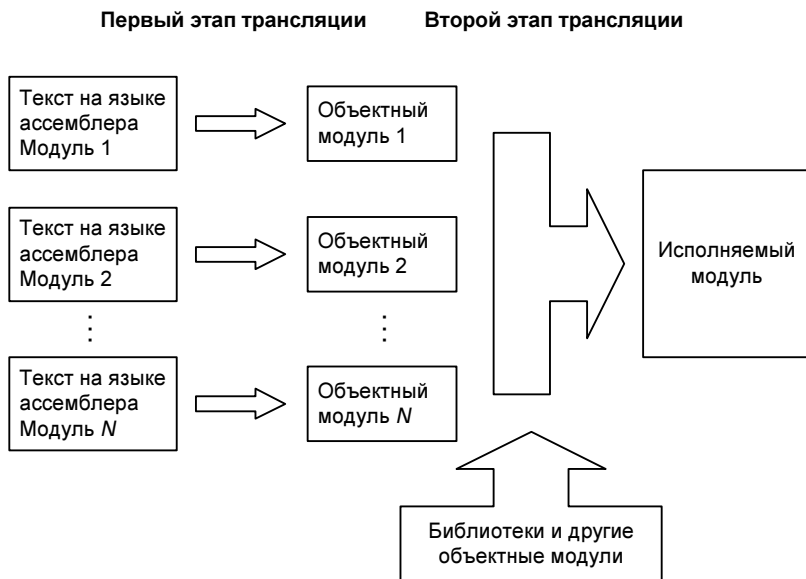 Первый этап трансляции
Второй этап трансляции
Текст на языке
ассемблера
Модуль 1
Объектный
модуль 1
Текст на языке
ассемблера
Модуль 2
Объектный
модуль 2
Исполняемый
модуль
⋮
⋮
Текст на языке
ассемблера
Модуль N
Объектный
модуль N
Библиотеки и другие
объектные модули